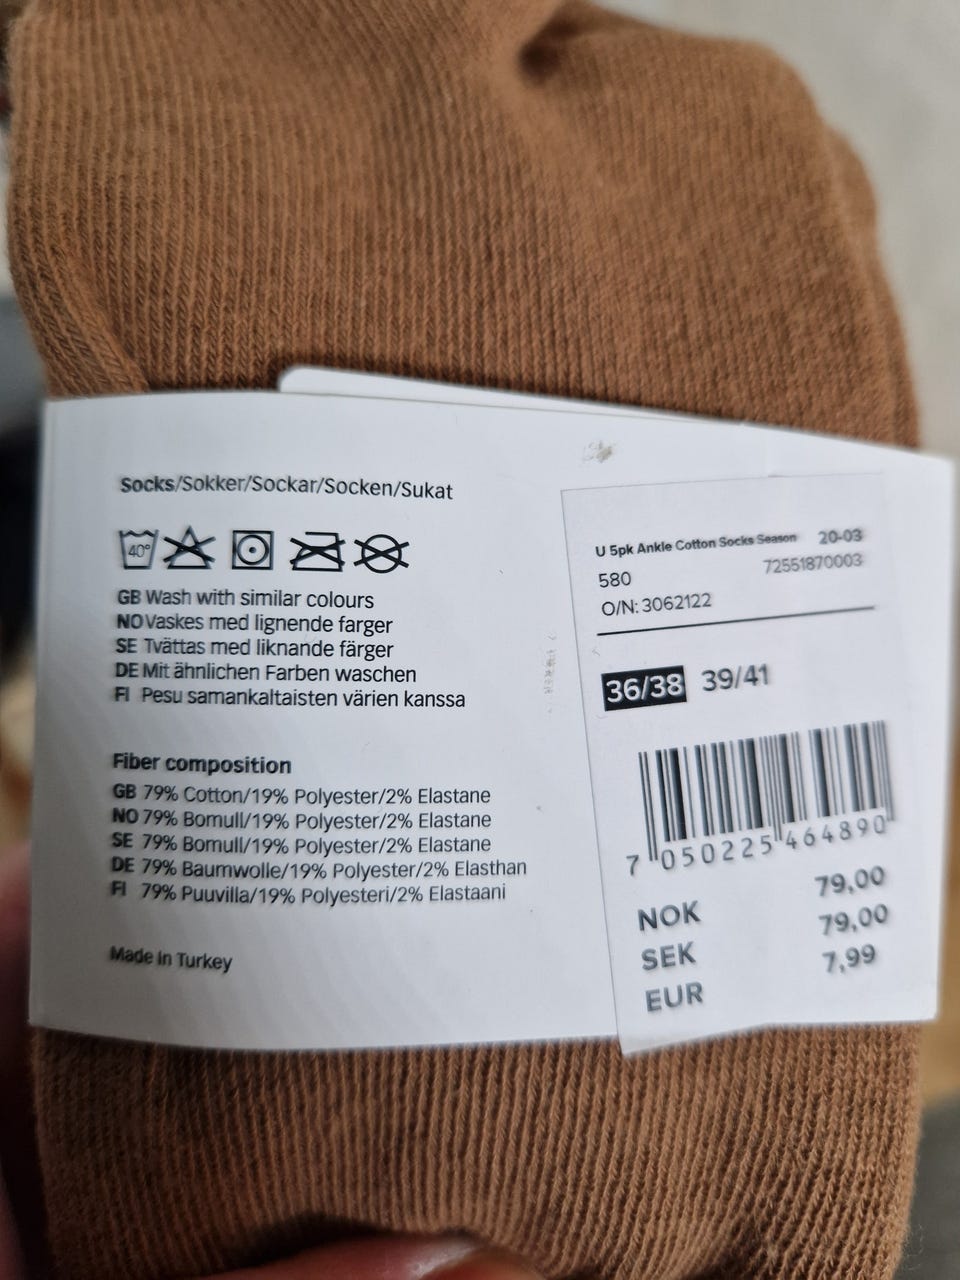 Socks/Sokker/Sockar/Socken/Sukat
40°
GB Wash with similar colours
NO Vaskes med lignende farger
SE Tvättas med liknande färger
DE Mit ähnlichen Farben waschen
FI Pesu samankaltaisten värien kanssa
Fiber composition
GB 79% Cotton/19% Polyester/2% Elastane
NO 79% Bomull/19% Polyester/2% Elastane
SE 79% Bomull/19% Polyester/2% Elastane
DE 79% Baumwolle/19% Polyester/2% Elasthan
FI 79% Puuvilla/19% Polyesteri/2% Elastaani
Made in Turkey
U 5pk Ankle Cotton Socks Season 20-03
580 72551870003
O/N: 3062122
36/38 39/41
7 050225 464890
NOK 79,00
SEK 79,00
EUR 7,99